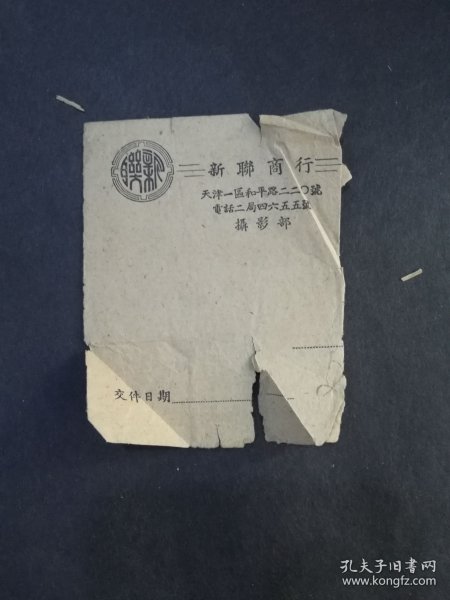 新聯
新聯商行
天津一區和平路二二〇號
電話二局四六五五號
攝影部
交件日期
孔夫子旧书网
www.kongfz.com